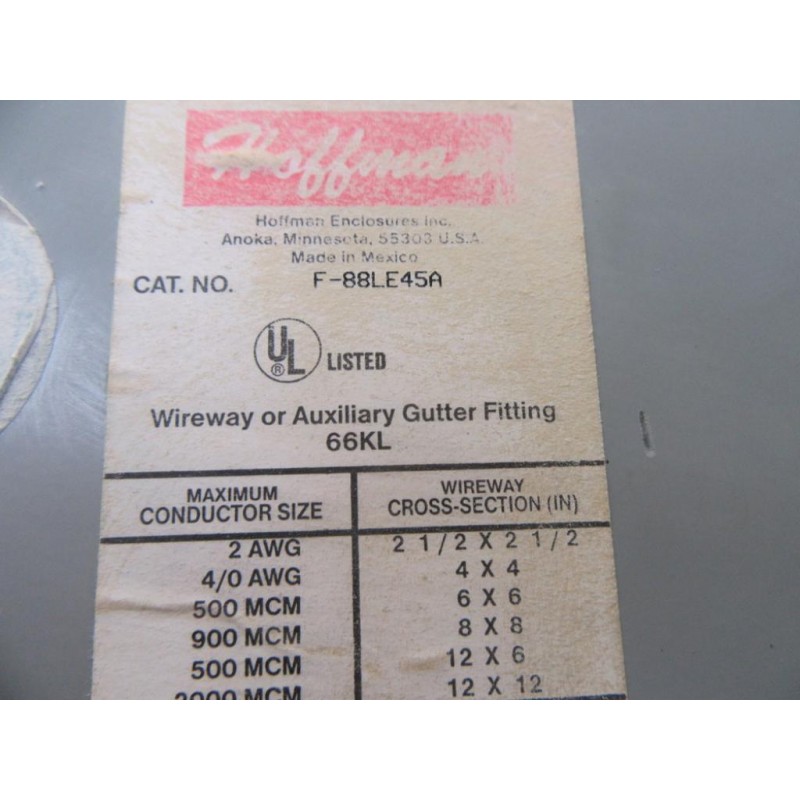 Hoffman
Hoffman Enclosures Inc.
Anoka, Minnesota, 55303 U.S.A.
Made in Mexico
CAT. NO. F-88LE45A
UL ® LISTED
Wireway or Auxiliary Gutter Fitting
66KL
MAXIMUM CONDUCTOR SIZE WIREWAY CROSS-SECTION (IN)
2 AWG 2 1/2 X 2 1/2
4/0 AWG 4 X 4
500 MCM 6 X 6
900 MCM 8 X 8
500 MCM 12 X 6
2000 MCM 12 X 12